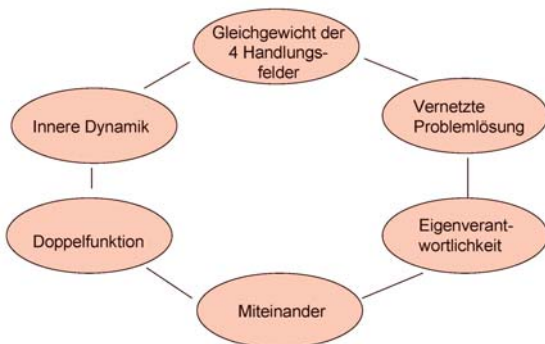 Gleichgewicht der
4 Handlungs-
felder
Vernetzte
Problemlösung
Innere Dynamik
Eigenverant-
wortlichkeit
Doppelfunktion
Miteinander